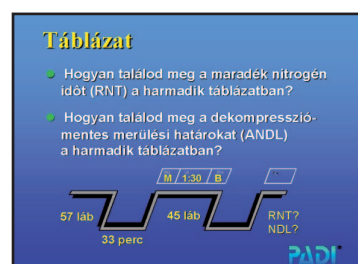 Táblázat
Hogyan találod meg a maradék nitrogén
időt (RNT) a harmadik táblázatban?
Hogyan találod meg a dekompresszió-
mentes merülési határokat (ANDL)
a harmadik táblázatban?
M 1:30 B
57 láb 45 láb RNT?
NDL?
33 perc
PADI